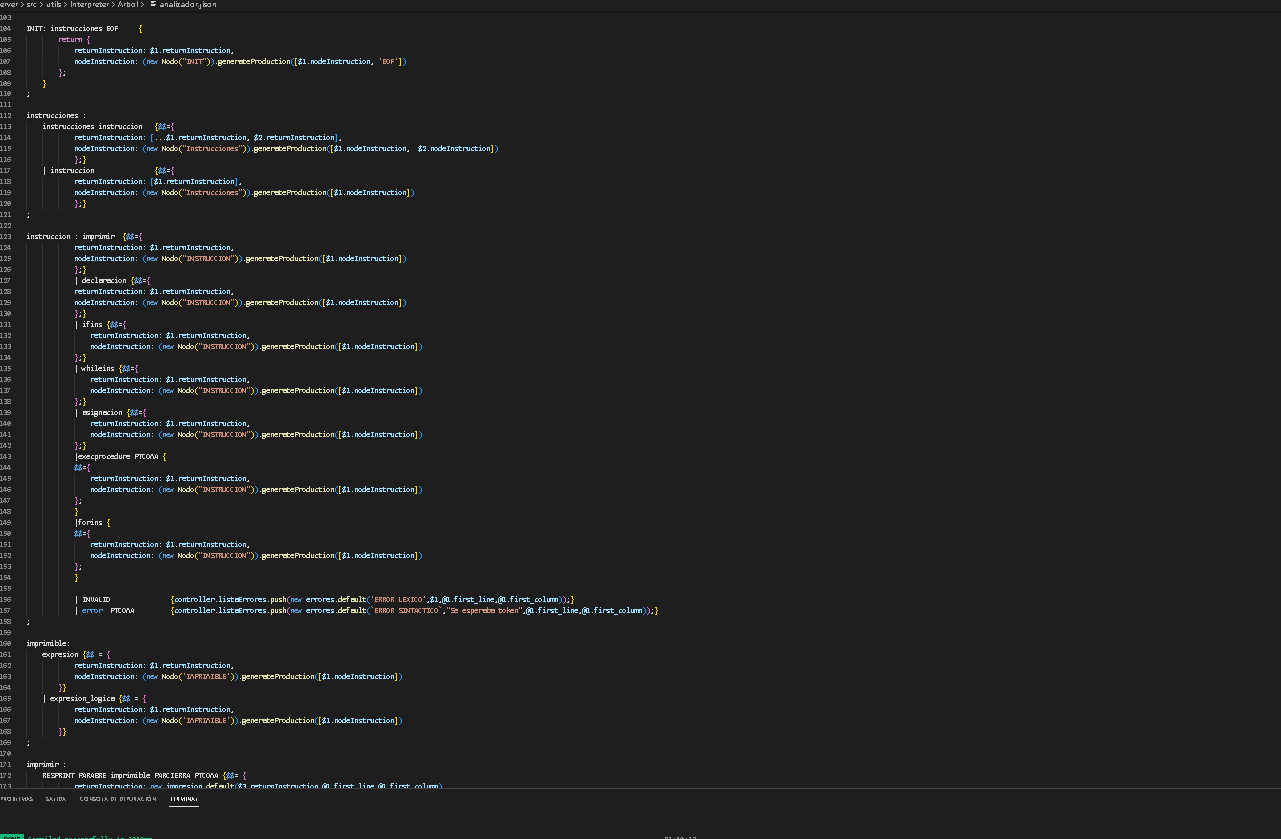 erver > src > utils > Interpreter > Arbol > analizador.jison
103
104 INIT: instrucciones EOF {
105 return {
106 returnInstruction: $1.returnInstruction,
107 nodeInstruction: (new Nodo("INIT")).generateProduction([$1.nodeInstruction, 'EOF'])
108 };
109 }
110 ;
111
112 instrucciones :
113 instrucciones instruccion {$$={
114 returnInstruction: [...$1.returnInstruction, $2.returnInstruction],
115 nodeInstruction: (new Nodo("Instrucciones")).generateProduction([$1.nodeInstruction, $2.nodeInstruction])
116 };}
117 | instruccion {$$={
118 returnInstruction: [$1.returnInstruction],
119 nodeInstruction: (new Nodo("Instrucciones")).generateProduction([$1.nodeInstruction])
120 };}
121 ;
122
123 instruccion : imprimir {$$={
124 returnInstruction: $1.returnInstruction,
125 nodeInstruction: (new Nodo("INSTRUCCION")).generateProduction([$1.nodeInstruction])
126 };}
127 | declaracion {$$={
128 returnInstruction: $1.returnInstruction,
129 nodeInstruction: (new Nodo("INSTRUCCION")).generateProduction([$1.nodeInstruction])
130 };}
131 | ifins {$$={
132 returnInstruction: $1.returnInstruction,
133 nodeInstruction: (new Nodo("INSTRUCCION")).generateProduction([$1.nodeInstruction])
134 };}
135 | whileins {$$={
136 returnInstruction: $1.returnInstruction,
137 nodeInstruction: (new Nodo("INSTRUCCION")).generateProduction([$1.nodeInstruction])
138 };}
139 | asignacion {$$={
140 returnInstruction: $1.returnInstruction,
141 nodeInstruction: (new Nodo("INSTRUCCION")).generateProduction([$1.nodeInstruction])
142 };}
143 |execprocedure PTCOMA {
144 $$={
145 returnInstruction: $1.returnInstruction,
146 nodeInstruction: (new Nodo("INSTRUCCION")).generateProduction([$1.nodeInstruction])
147 };
148 }
149 |forins {
150 $$={
151 returnInstruction: $1.returnInstruction,
152 nodeInstruction: (new Nodo("INSTRUCCION")).generateProduction([$1.nodeInstruction])
153 };
154 }
155
156 | INVALID {controller.listaErrores.push(new errores.default('ERROR LEXICO',$1,@1.first_line,@1.first_column));}
157 | error PTCOMA {controller.listaErrores.push(new errores.default(`ERROR SINTACTICO`,"Se esperaba token",@1.first_line,@1.first_column));}
158 ;
159
160 imprimible:
161 expresion {$$ = {
162 returnInstruction: $1.returnInstruction,
163 nodeInstruction: (new Nodo('IMPRIMIBLE')).generateProduction([$1.nodeInstruction])
164 }}
165 | expresion_logica {$$ = {
166 returnInstruction: $1.returnInstruction,
167 nodeInstruction: (new Nodo('IMPRIMIBLE')).generateProduction([$1.nodeInstruction])
168 }}
169 ;
170
171 imprimir :
172 RESPRINT PARABRE imprimible PARCIERRA PTCOMA {$$= {
173 returnInstruction: new impresion.default($3.returnInstruction,@1.first_line,@1.first_column),
PROBLEMAS SALIDA CONSOLA DE DEPURACIÓN TERMINAL
DONE Compiled successfully in